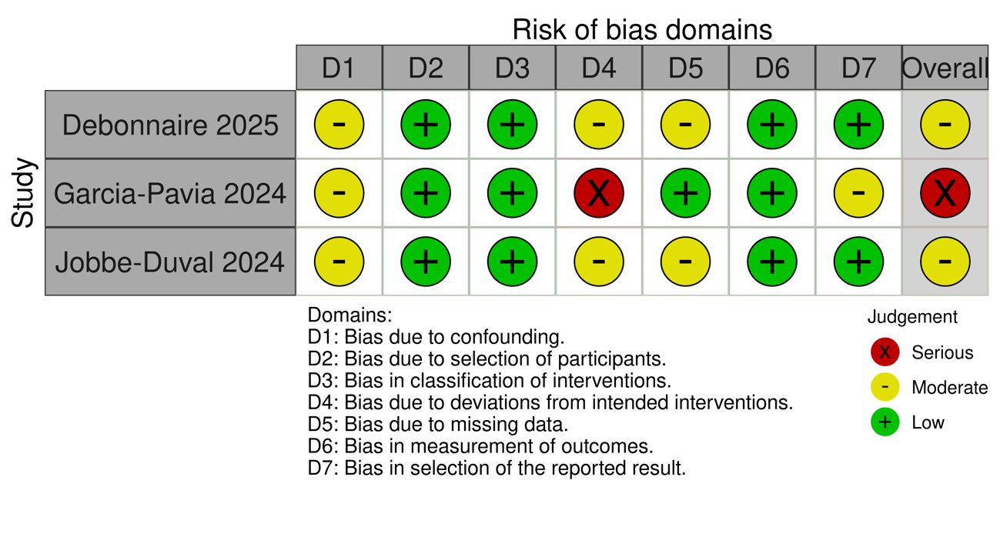 Risk of bias domains
D1 D2 D3 D4 D5 D6 D7 Overall
Study
Debonnaire 2025 - + + - - + + -
Garcia-Pavia 2024 - + + X + + - X
Jobbe-Duval 2024 - + + - - + + -
Domains:
D1: Bias due to confounding.
D2: Bias due to selection of participants.
D3: Bias in classification of interventions.
D4: Bias due to deviations from intended interventions.
D5: Bias due to missing data.
D6: Bias in measurement of outcomes.
D7: Bias in selection of the reported result.
Judgement
X Serious
- Moderate
+ Low